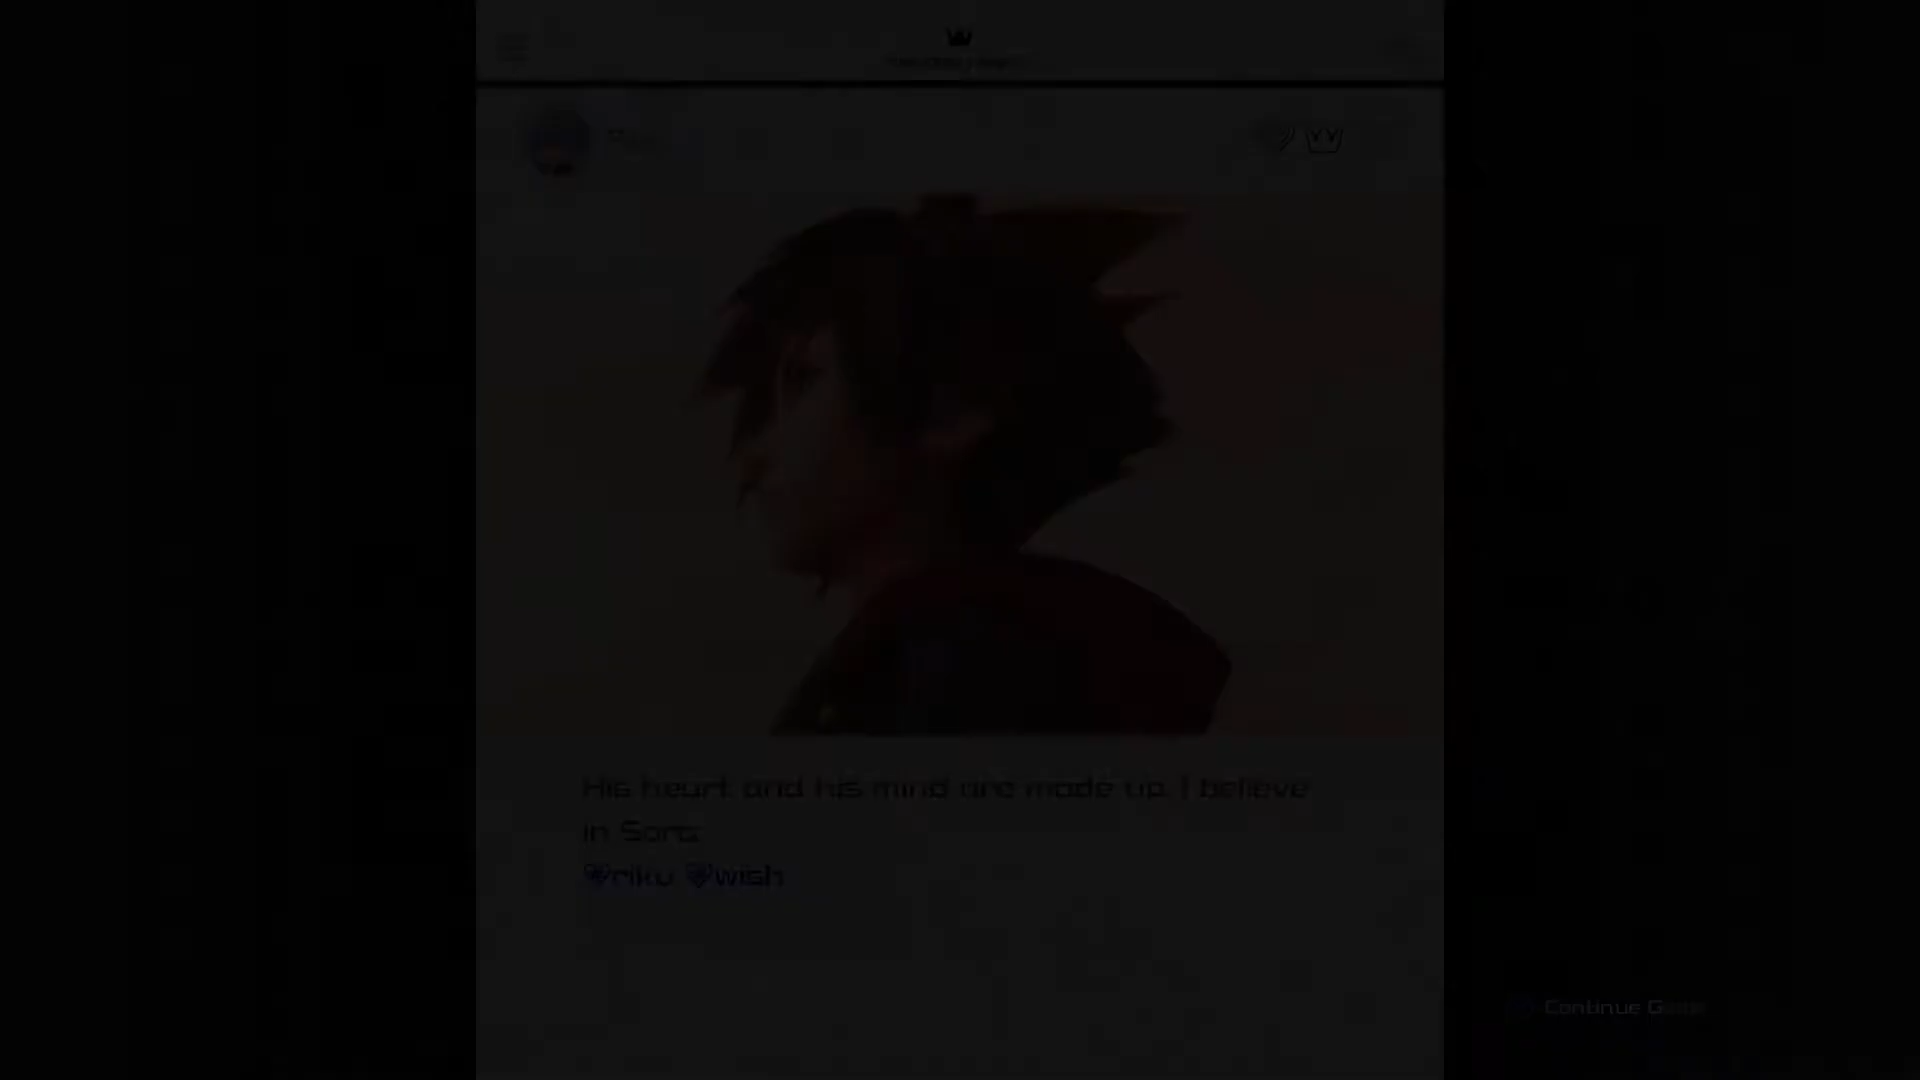 His heart and his mind are made up. I believe
in Sora.
riku wish
Continue Game